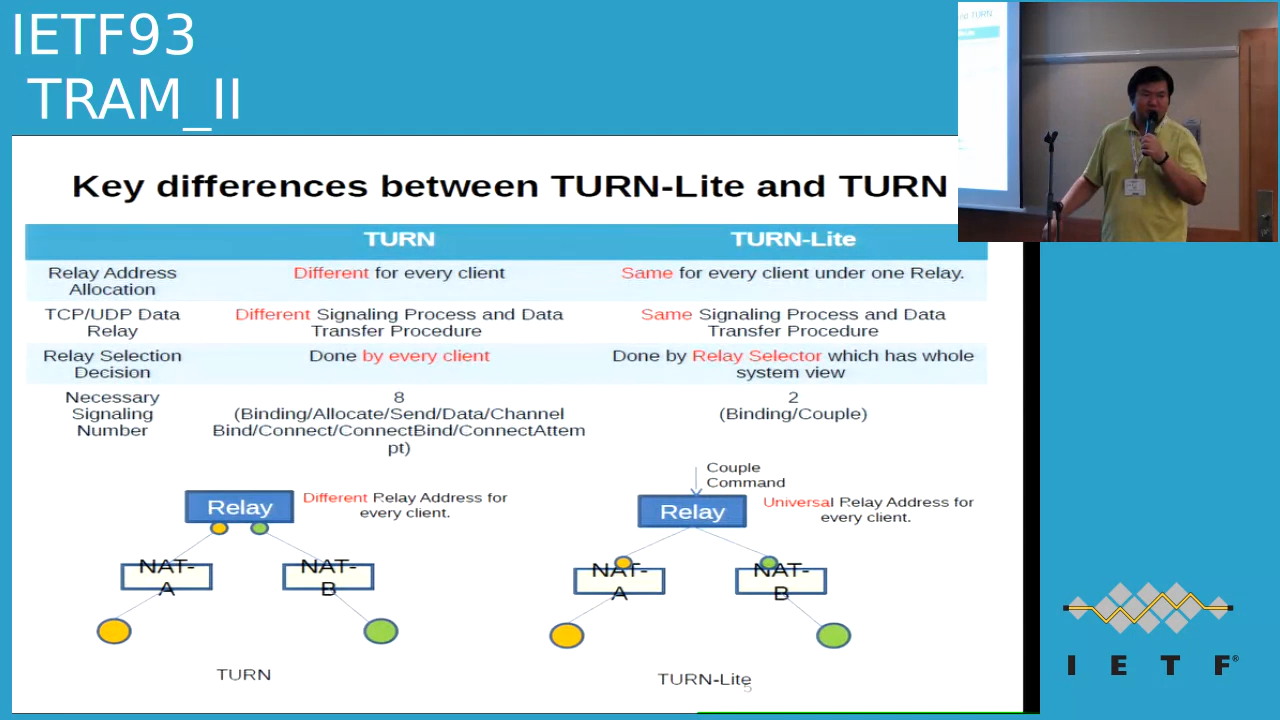 IETF93
TRAM_II
Key differences between TURN-Lite and TURN
TURN
TURN-Lite
Relay Address
Allocation
Different for every client
Same for every client under one Relay.
TCP/UDP Data
Relay
Different Signaling Process and Data
Transfer Procedure
Same Signaling Process and Data
Transfer Procedure
Relay Selection
Decision
Done by every client
Done by Relay Selector which has whole
system view
Necessary
Signaling
Number
8
(Binding/Allocate/Send/Data/Channel
Bind/Connect/ConnectBind/ConnectAttem
pt)
2
(Binding/Couple)
Relay
Different Relay Address for
every client.
NAT-
A
NAT-
B
TURN
Couple
Command
Relay
Universal Relay Address for
every client.
NAT-
A
NAT-
B
TURN-Lite
5
and TURN
IETF®